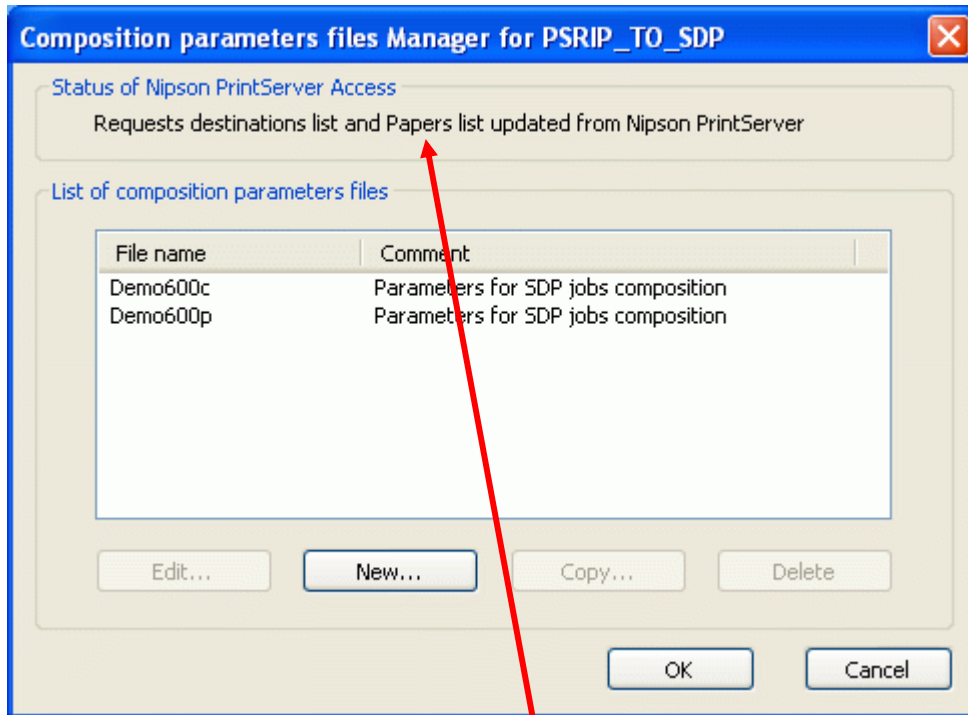 Composition parameters files Manager for PSRIP_TO_SDP
Status of Nipson PrintServer Access
Requests destinations list and Papers list updated from Nipson PrintServer
List of composition parameters files
File name Comment
Demo600c Parameters for SDP jobs composition
Demo600p Parameters for SDP jobs composition
Edit... New... Copy... Delete
OK Cancel